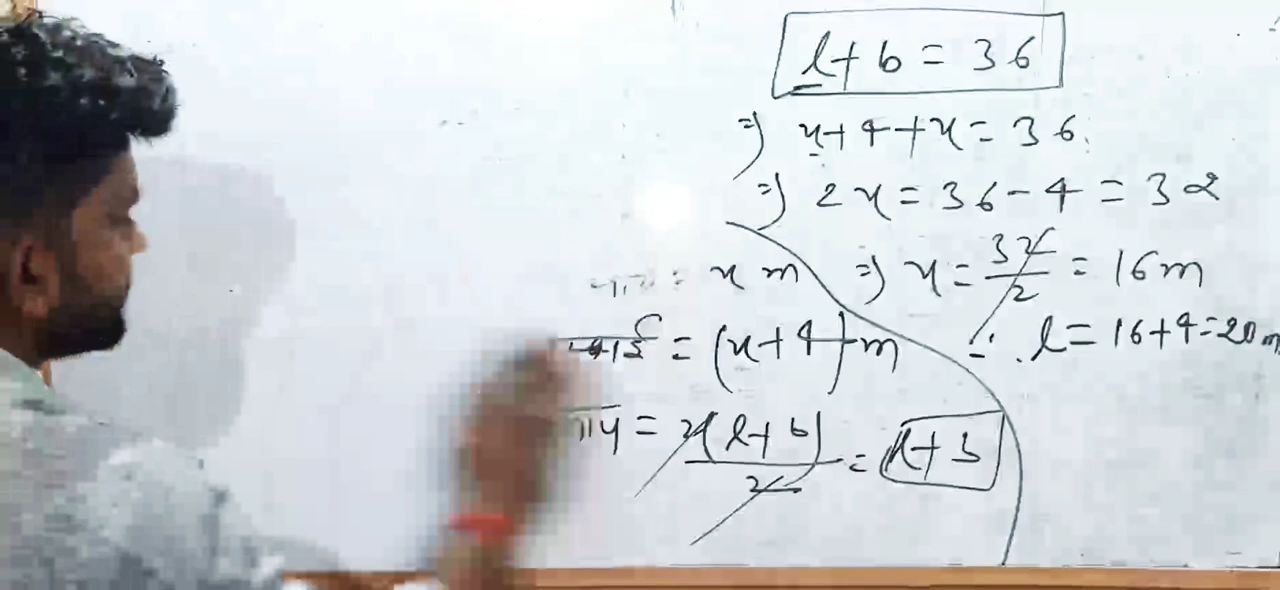 l+b = 36
=) x+4+x = 36
=) 2x = 36-4 = 32
x m
=) x = 32/2 = 16m
= (x+4) m
∴ l = 16+4=20m
= 2(l+b)/2 = l+b